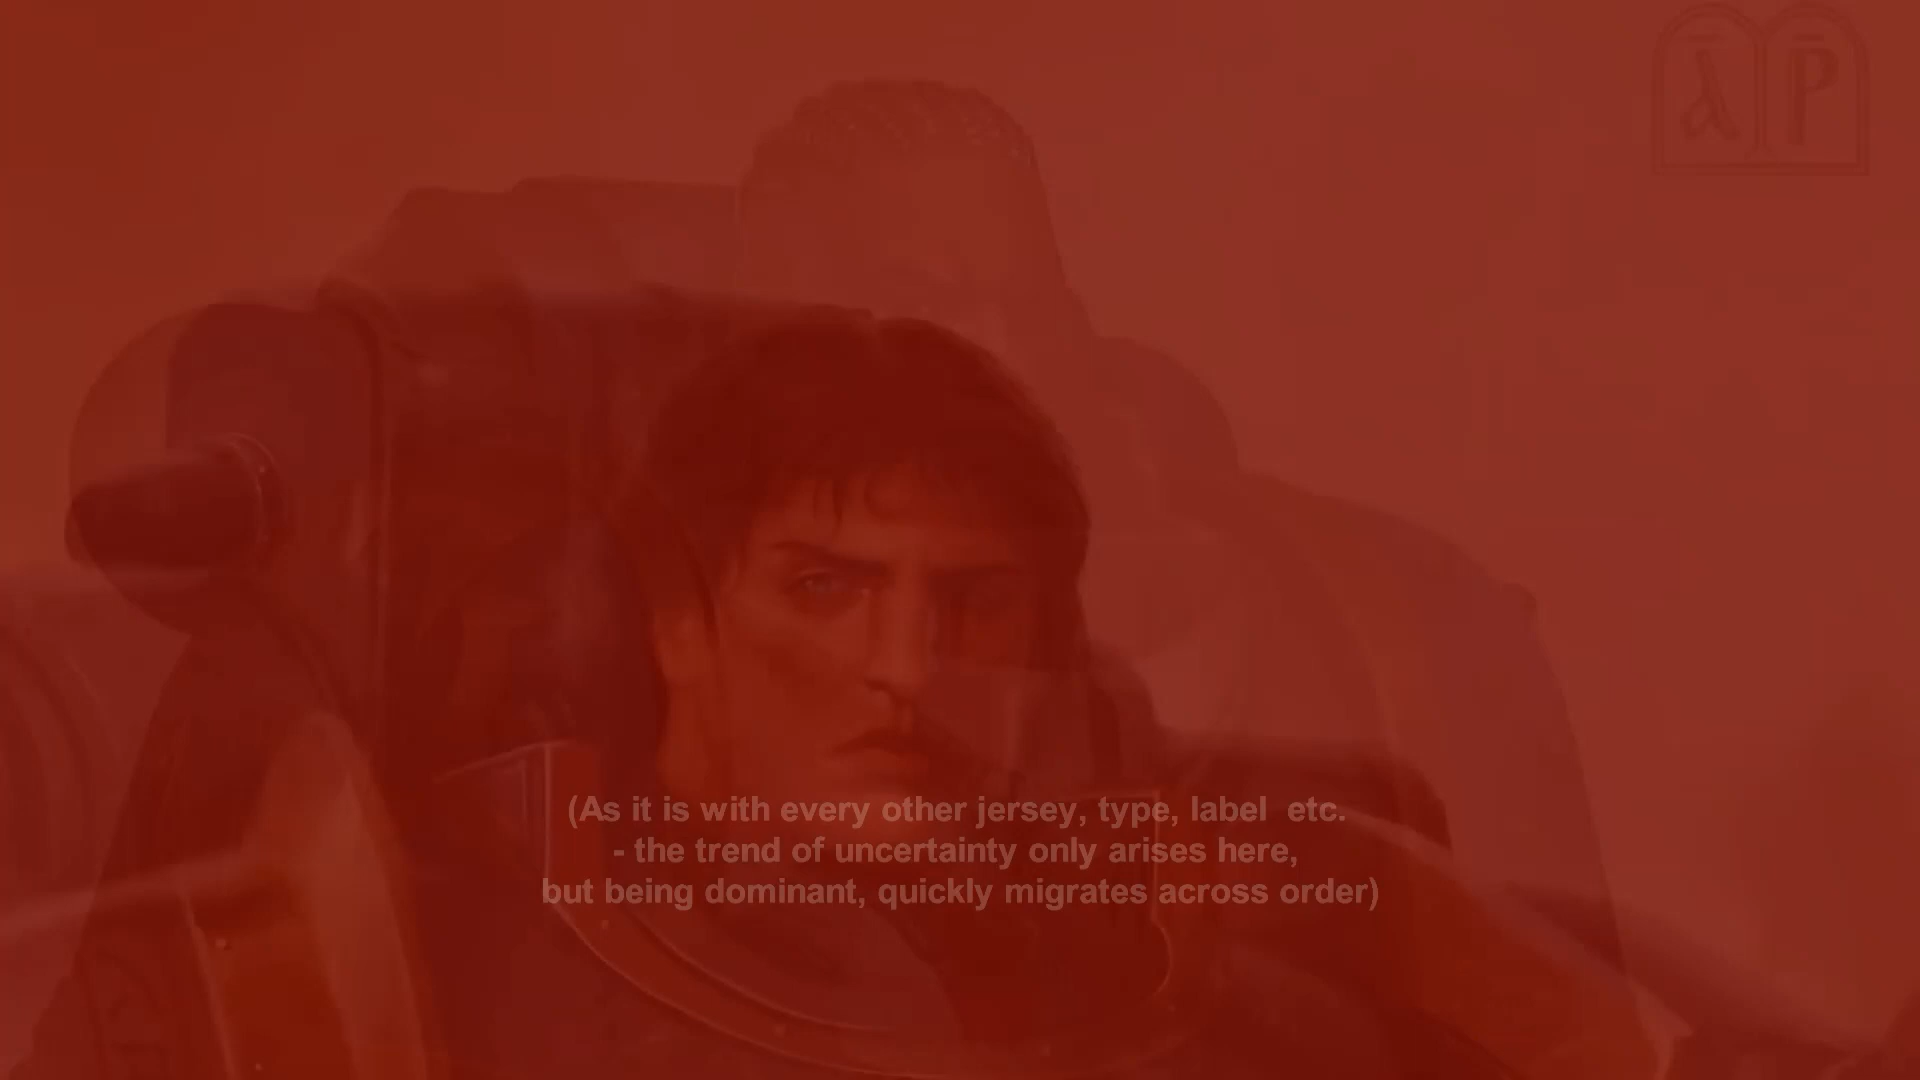 (As it is with every other jersey, type, label  etc.
- the trend of uncertainty only arises here,
but being dominant, quickly migrates across order)